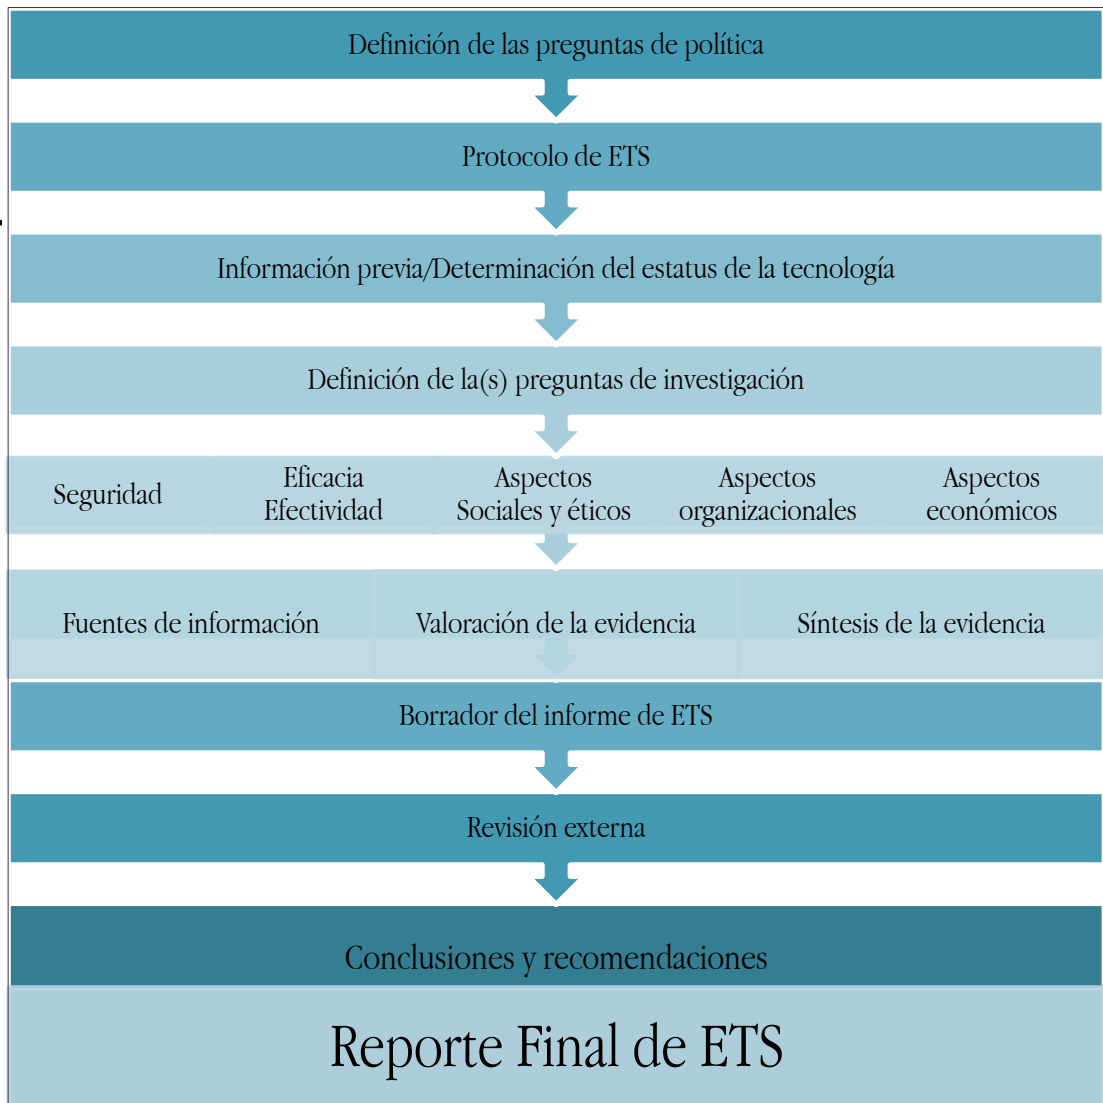 Definición de las preguntas de política
Protocolo de ETS
Información previa/Determinación del estatus de la tecnología
Definición de la(s) preguntas de investigación
Seguridad
Eficacia
Efectividad
Aspectos
Sociales y éticos
Aspectos
organizacionales
Aspectos
económicos
Fuentes de información
Valoración de la evidencia
Síntesis de la evidencia
Borrador del informe de ETS
Revisión externa
Conclusiones y recomendaciones
Reporte Final de ETS